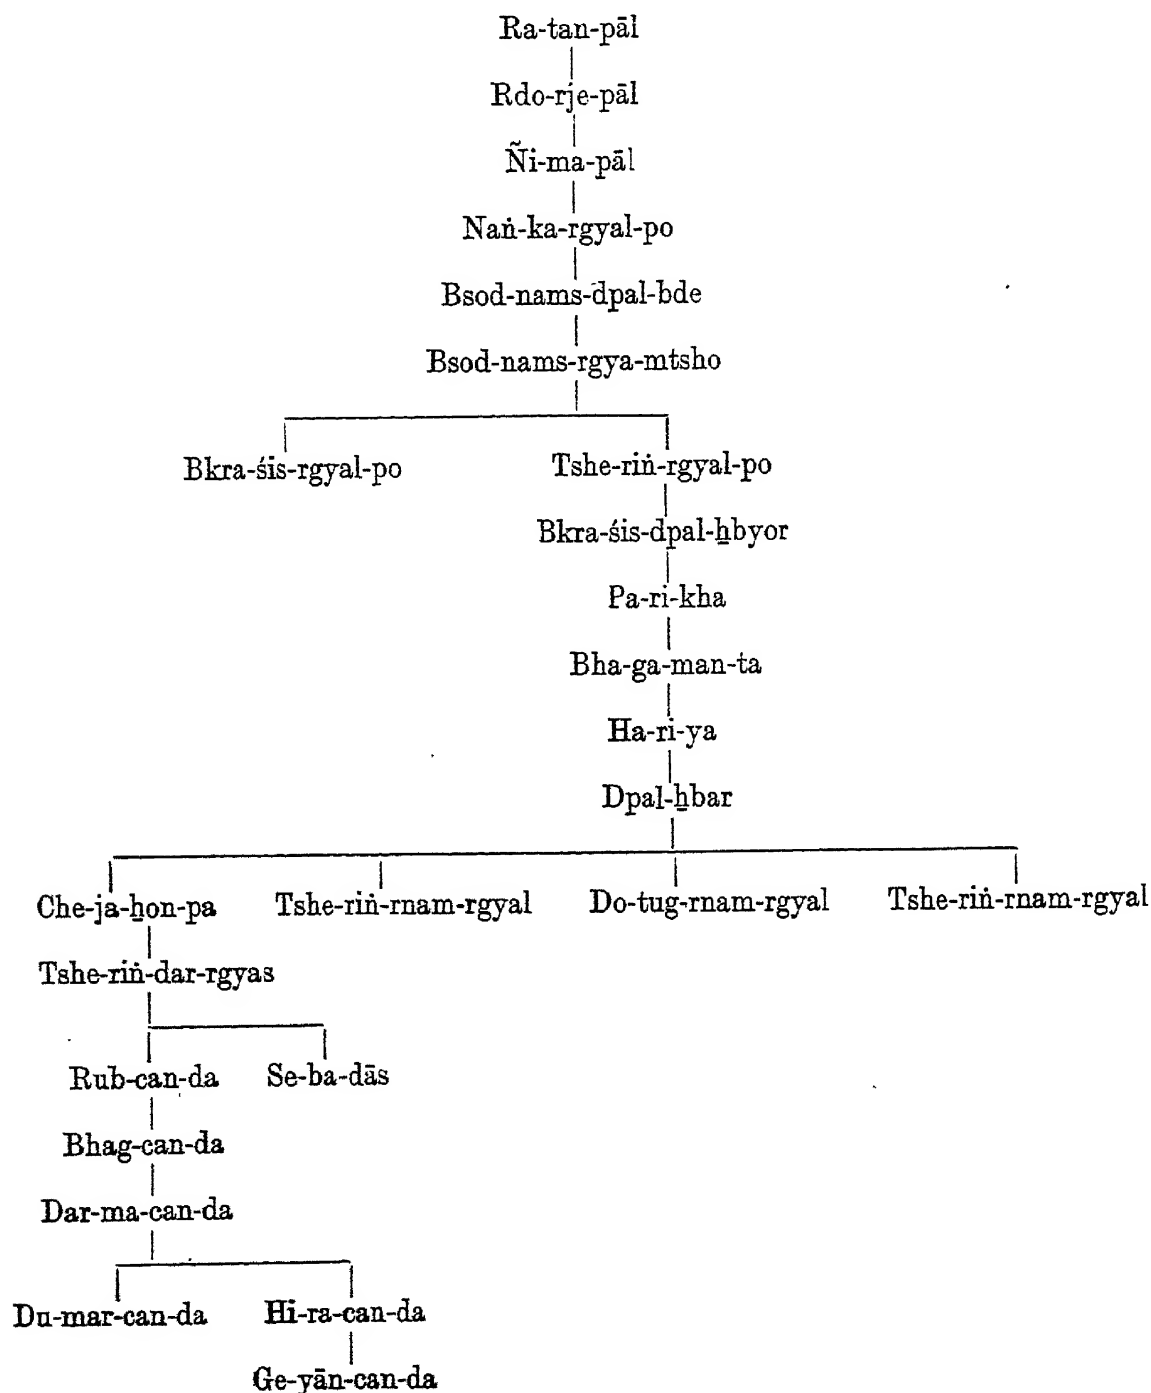 Ra-tan-pāl
Rdo-rje-pāl
Ñi-ma-pāl
Naṅ-ka-rgyal-po
Bsod-nams-dpal-bde
Bsod-nams-rgya-mtsho
Bkra-śis-rgyal-po Tshe-riṅ-rgyal-po
Bkra-śis-dpal-ẖbyor
Pa-ri-kha
Bha-ga-man-ta
Ha-ri-ya
Dpal-ẖbar
Che-ja-ẖon-pa Tshe-riṅ-rnam-rgyal Do-tug-rnam-rgyal Tshe-riṅ-rnam-rgyal
Tshe-riṅ-dar-rgyas
Rub-can-da Se-ba-dās
Bhag-can-da
Dar-ma-can-da
Du-mar-can-da Hi-ra-can-da
Ge-yān-can-da